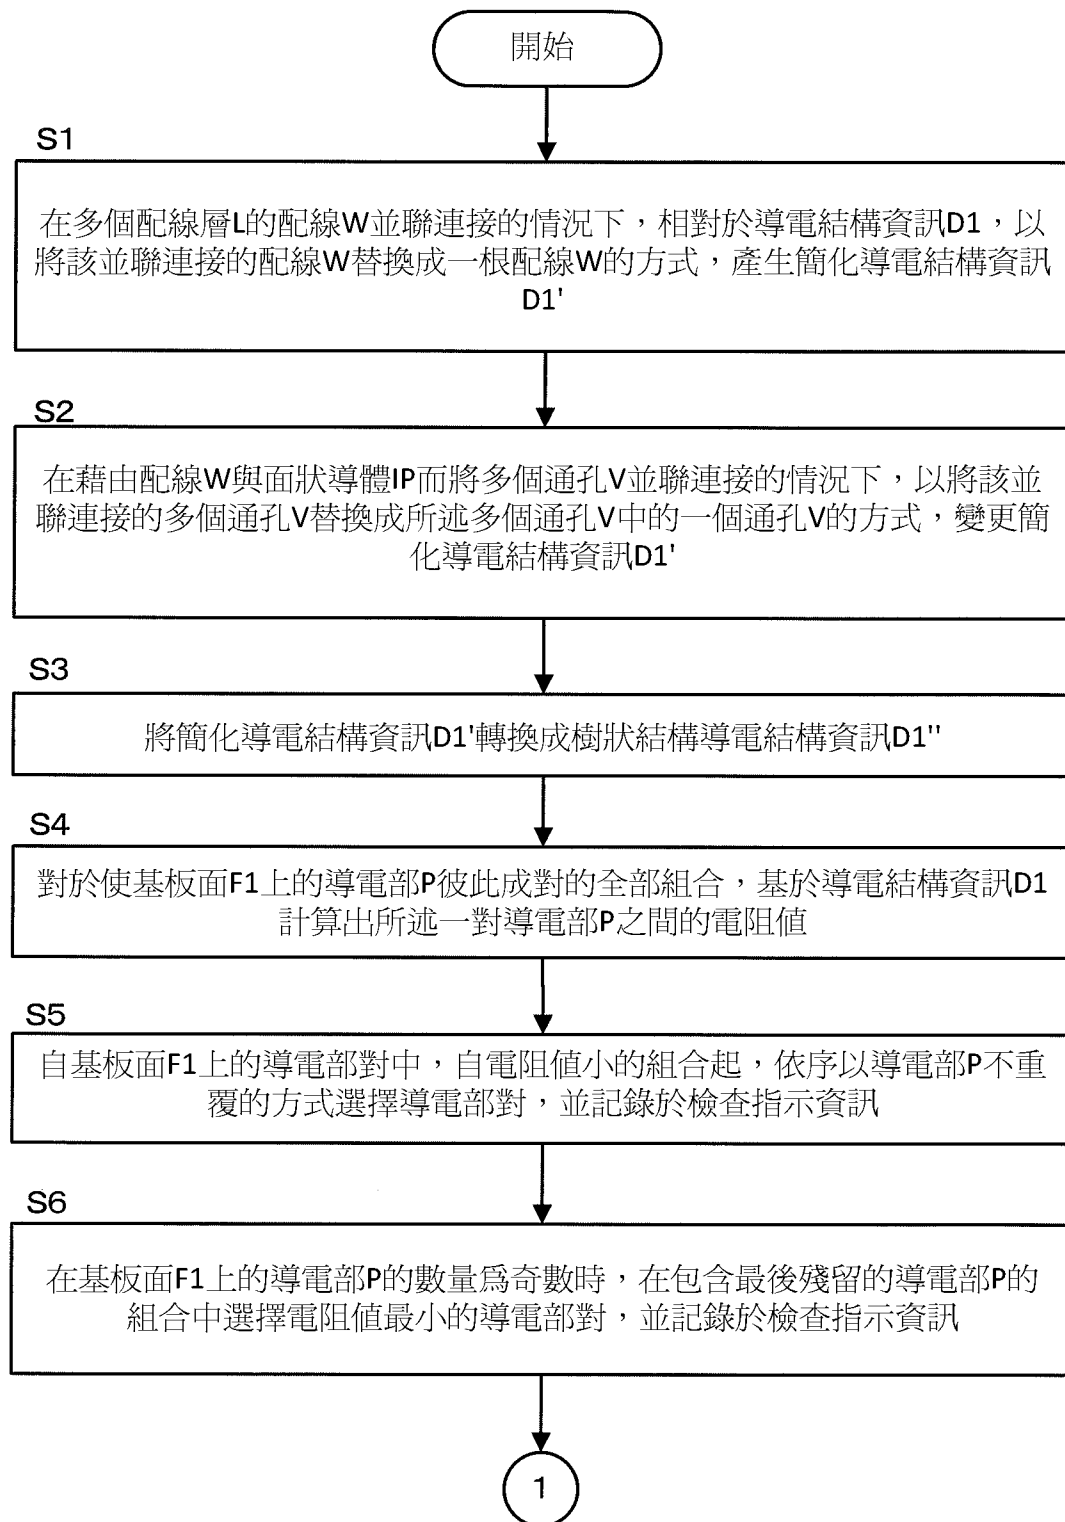 開始
S1
在多個配線層L的配線W並聯連接的情況下，相對於導電結構資訊D1，以
將該並聯連接的配線W替換成一根配線W的方式，產生簡化導電結構資訊
D1'
S2
在藉由配線W與面狀導體IP而將多個通孔V並聯連接的情況下，以將該並
聯連接的多個通孔V替換成所述多個通孔V中的一個通孔V的方式，變更簡
化導電結構資訊D1'
S3
將簡化導電結構資訊D1'轉換成樹狀結構導電結構資訊D1''
S4
對於使基板面F1上的導電部P彼此成對的全部組合，基於導電結構資訊D1
計算出所述一對導電部P之間的電阻值
S5
自基板面F1上的導電部對中，自電阻值小的組合起，依序以導電部P不重
覆的方式選擇導電部對，並記錄於檢查指示資訊
S6
在基板面F1上的導電部P的數量爲奇數時，在包含最後殘留的導電部P的
組合中選擇電阻值最小的導電部對，並記錄於檢查指示資訊
1